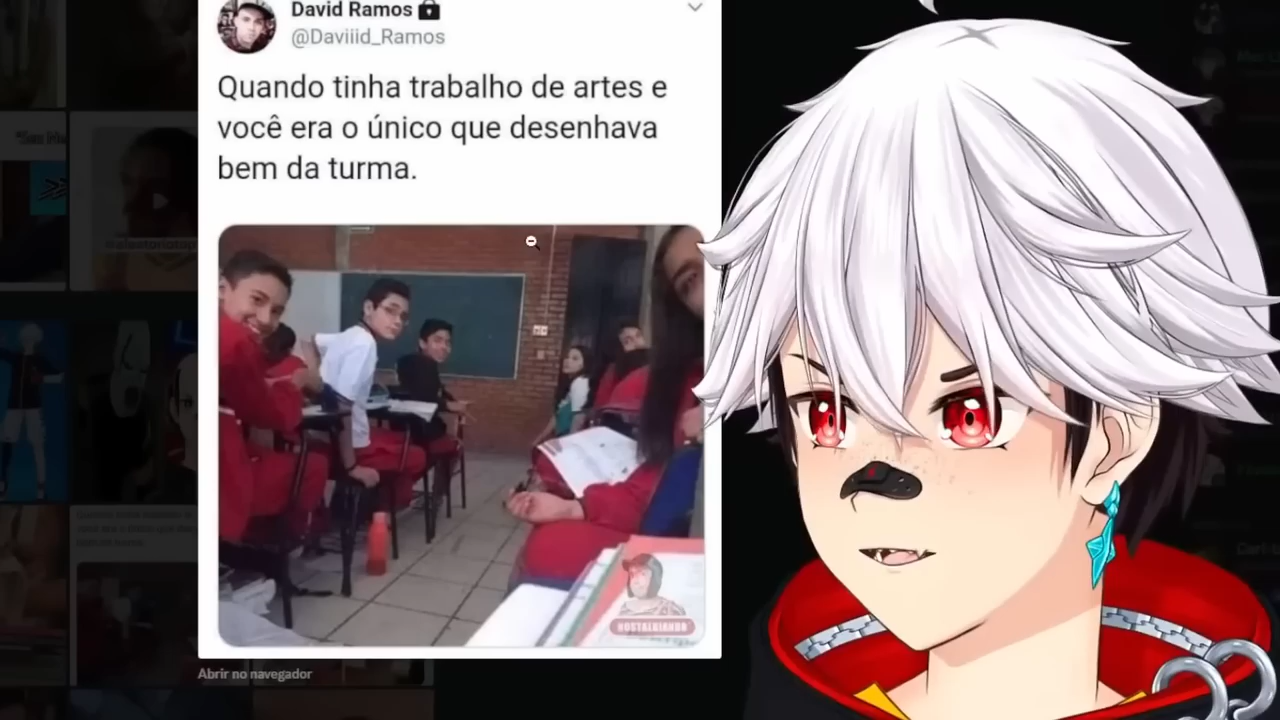 David Ramos
@Daviiid_Ramos
Quando tinha trabalho de artes e
você era o único que desenhava
bem da turma.
NOSTALGIANDR
Abrir no navegador